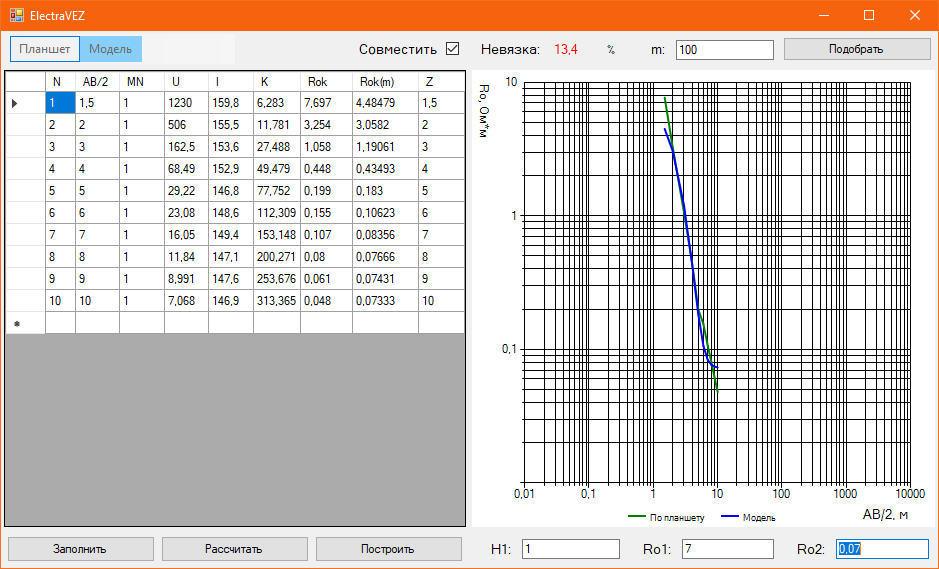 ElectraVEZ
Планшет Модель Совместить Невязка: 13,4 % m: 100 Подобрать
N AB/2 MN U I K Rok Rok(m) Z
1 1,5 1 1230 159,8 6,283 7,697 4,48479 1,5
2 2 1 506 155,5 11,781 3,254 3,0582 2
3 3 1 162,5 153,6 27,488 1,058 1,19061 3
4 4 1 68,49 152,9 49,479 0,448 0,43493 4
5 5 1 29,22 146,8 77,752 0,199 0,183 5
6 6 1 23,08 148,6 112,309 0,155 0,10623 6
7 7 1 16,05 149,4 153,148 0,107 0,08356 7
8 8 1 11,84 147,1 200,271 0,08 0,07666 8
9 9 1 8,991 147,6 253,676 0,061 0,07431 9
10 10 1 7,068 146,9 313,365 0,048 0,07333 10
Ro, Ом*м
10
1
0,1
0,01 0,1 1 10 100 1000 10000
По планшету Модель
AB/2, м
Заполнить Рассчитать Построить H1: 1 Ro1: 7 Ro2: 0,07